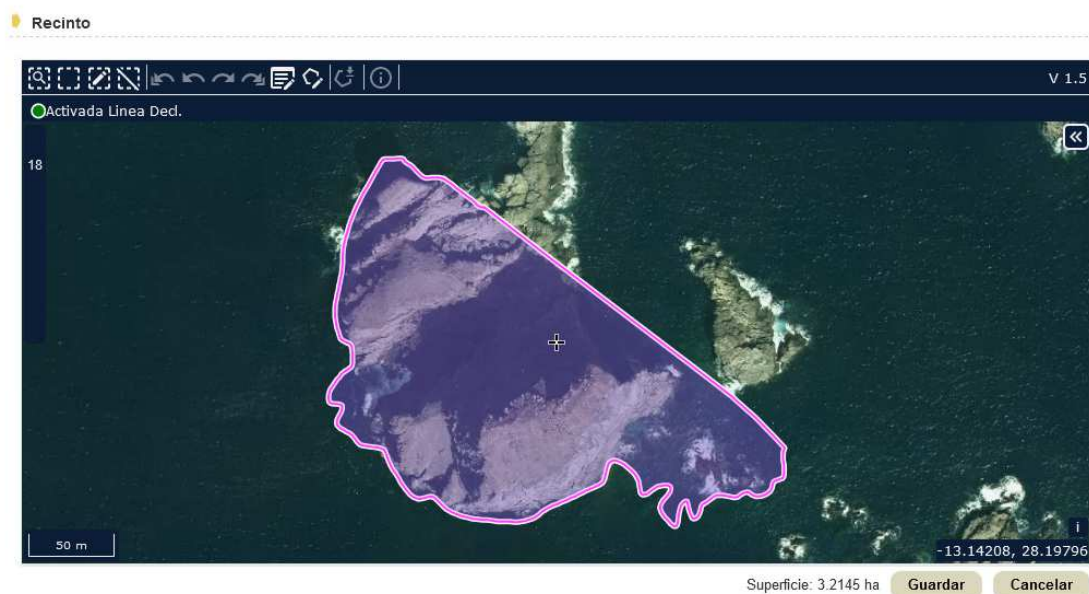 Recinto
V 1.5
Activada Linea Decl.
18
50 m
i
-13.14208, 28.19796
Superficie: 3.2145 ha Guardar Cancelar